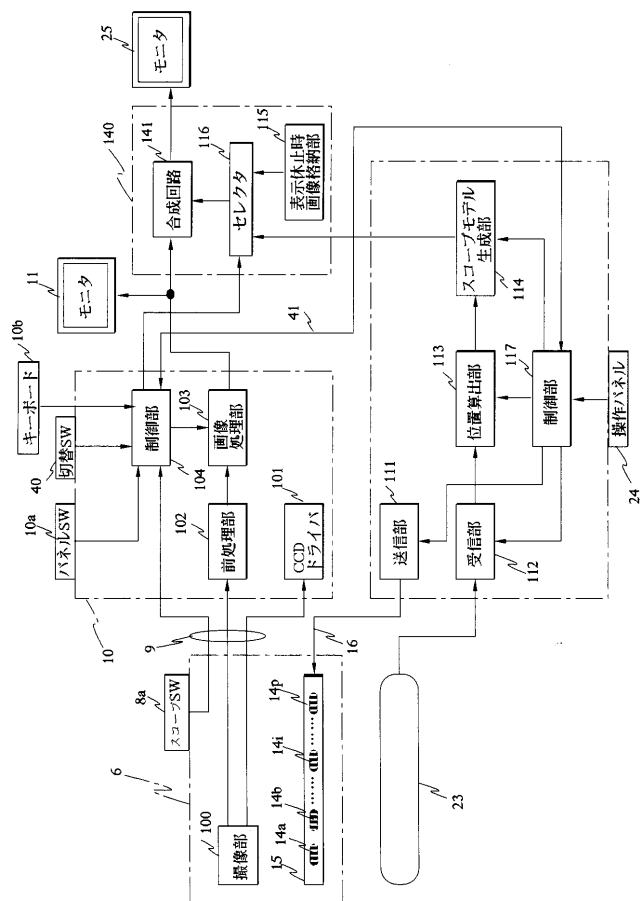 25
モニタ
140
141
合成回路
116
セレクタ
115
表示休止時
画像格納部
11
モニタ
41
10b
キーボード
切替SW
40
パネルSW
10a
制御部
104
103
画像
処理部
102
前処理部
101
CCD
ドライバ
10
9
8a
スコープSW
6
100
撮像部
14a
14b
14i
14p
15
16
スコープモデル
生成部
114
113
位置算出部
117
制御部
111
送信部
受信部
112
操作パネル
24
23